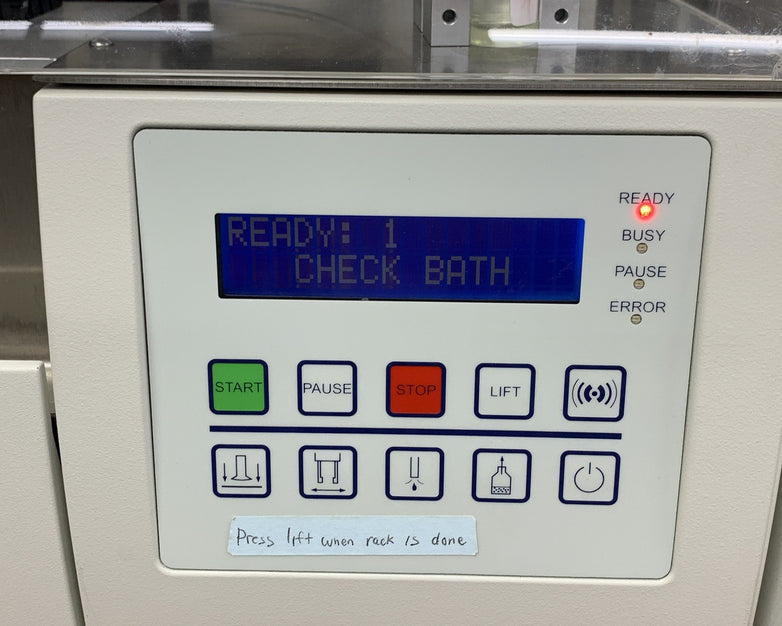 READY: 1
CHECK BATH
READY
BUSY
PAUSE
ERROR
START
PAUSE
STOP
LIFT
Press lift when rack is done